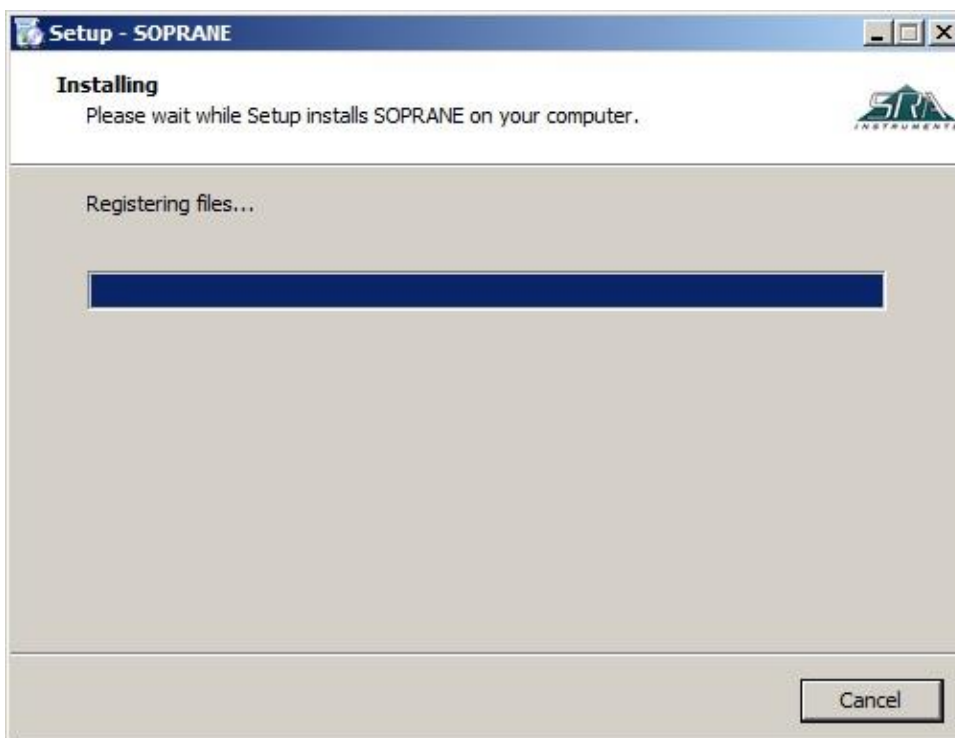 Setup - SOPRANE
Installing
Please wait while Setup installs SOPRANE on your computer.
SRA
INSTRUMENTS
Registering files...
Cancel